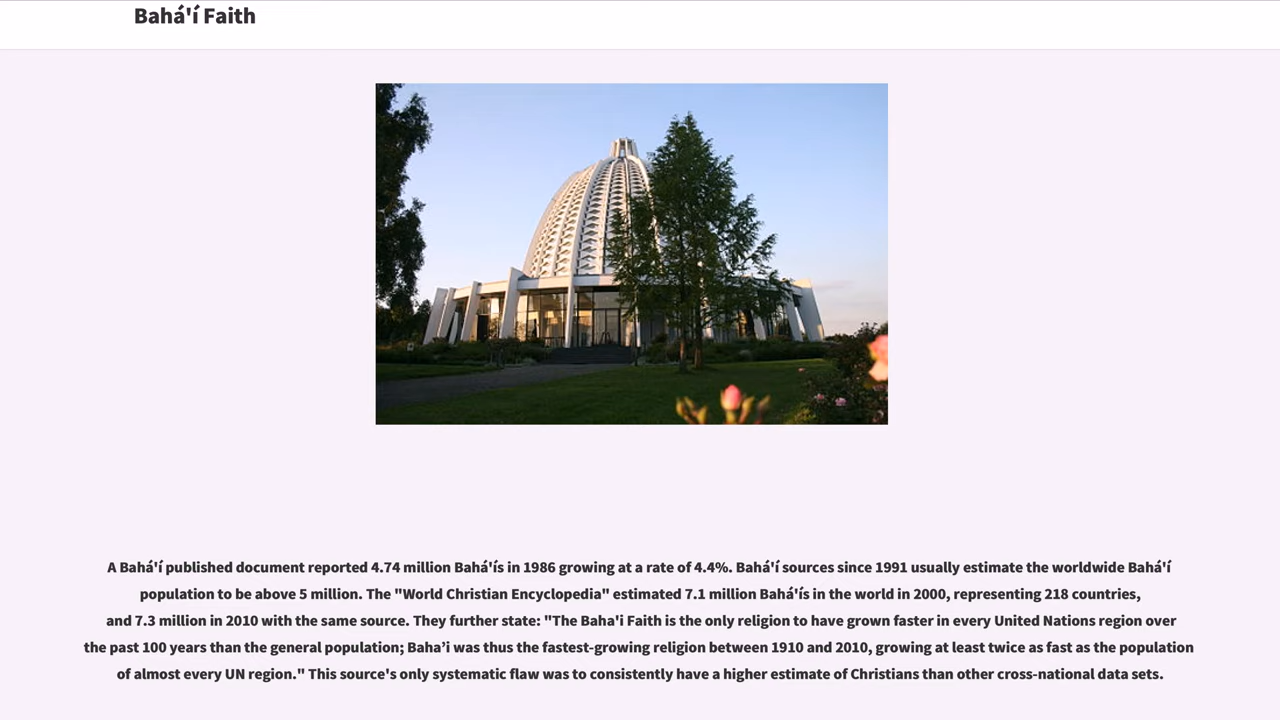 Bahá'í Faith
A Bahá'í published document reported 4.74 million Bahá'ís in 1986 growing at a rate of 4.4%. Bahá'í sources since 1991 usually estimate the worldwide Bahá'í
population to be above 5 million. The "World Christian Encyclopedia" estimated 7.1 million Bahá'ís in the world in 2000, representing 218 countries,
and 7.3 million in 2010 with the same source. They further state: "The Baha'i Faith is the only religion to have grown faster in every United Nations region over
the past 100 years than the general population; Baha’i was thus the fastest-growing religion between 1910 and 2010, growing at least twice as fast as the population
of almost every UN region." This source's only systematic flaw was to consistently have a higher estimate of Christians than other cross-national data sets.